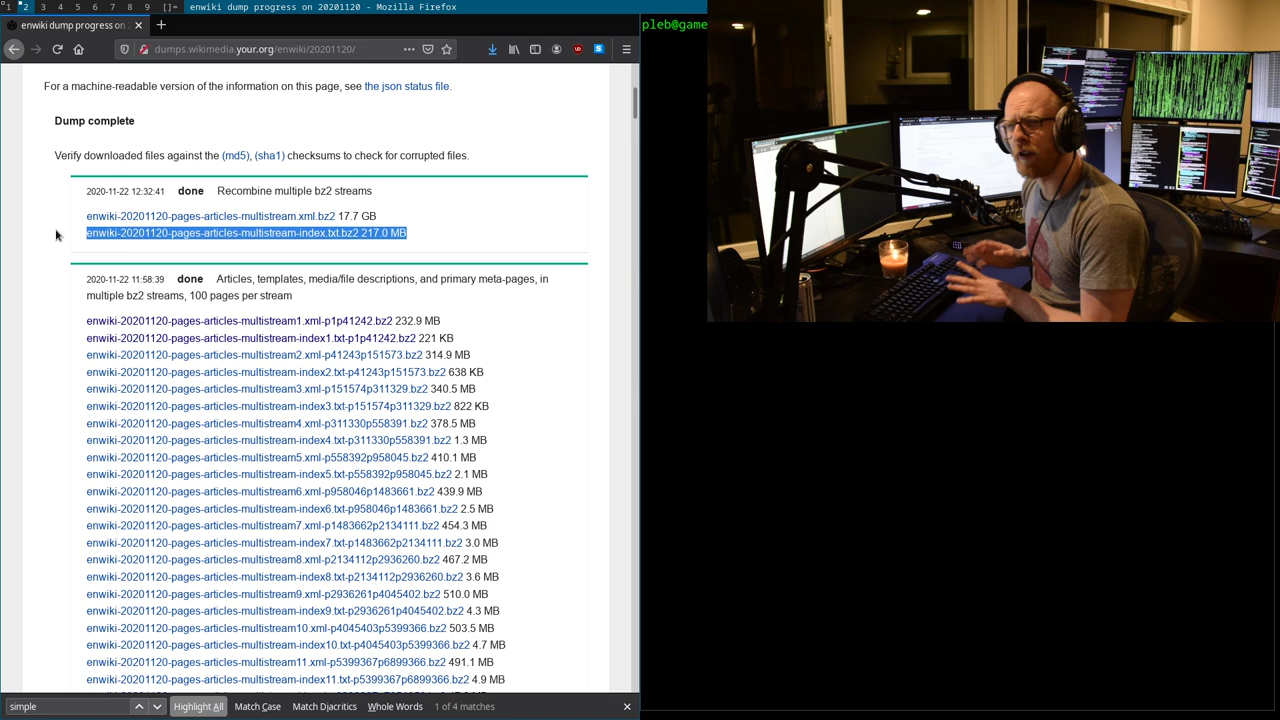 1 2 3 4 5 6 7 8 9 []= enwiki dump progress on 20201120 - Mozilla Firefox
enwiki dump progress on 2
dumps.wikimedia.your.org/enwiki/20201120/
pleb@game
For a machine-readable version of the information on this page, see the json status file.
Dump complete
Verify downloaded files against the (md5), (sha1) checksums to check for corrupted files.
2020-11-22 12:32:41 done Recombine multiple bz2 streams
enwiki-20201120-pages-articles-multistream.xml.bz2 17.7 GB
enwiki-20201120-pages-articles-multistream-index.txt.bz2 217.0 MB
2020-11-22 11:58:39 done Articles, templates, media/file descriptions, and primary meta-pages, in
multiple bz2 streams, 100 pages per stream
enwiki-20201120-pages-articles-multistream1.xml-p1p41242.bz2 232.9 MB
enwiki-20201120-pages-articles-multistream-index1.txt-p1p41242.bz2 221 KB
enwiki-20201120-pages-articles-multistream2.xml-p41243p151573.bz2 314.9 MB
enwiki-20201120-pages-articles-multistream-index2.txt-p41243p151573.bz2 638 KB
enwiki-20201120-pages-articles-multistream3.xml-p151574p311329.bz2 340.5 MB
enwiki-20201120-pages-articles-multistream-index3.txt-p151574p311329.bz2 822 KB
enwiki-20201120-pages-articles-multistream4.xml-p311330p558391.bz2 378.5 MB
enwiki-20201120-pages-articles-multistream-index4.txt-p311330p558391.bz2 1.3 MB
enwiki-20201120-pages-articles-multistream5.xml-p558392p958045.bz2 410.1 MB
enwiki-20201120-pages-articles-multistream-index5.txt-p558392p958045.bz2 2.1 MB
enwiki-20201120-pages-articles-multistream6.xml-p958046p1483661.bz2 439.9 MB
enwiki-20201120-pages-articles-multistream-index6.txt-p958046p1483661.bz2 2.5 MB
enwiki-20201120-pages-articles-multistream7.xml-p1483662p2134111.bz2 454.3 MB
enwiki-20201120-pages-articles-multistream-index7.txt-p1483662p2134111.bz2 3.0 MB
enwiki-20201120-pages-articles-multistream8.xml-p2134112p2936260.bz2 467.2 MB
enwiki-20201120-pages-articles-multistream-index8.txt-p2134112p2936260.bz2 3.6 MB
enwiki-20201120-pages-articles-multistream9.xml-p2936261p4045402.bz2 510.0 MB
enwiki-20201120-pages-articles-multistream-index9.txt-p2936261p4045402.bz2 4.3 MB
enwiki-20201120-pages-articles-multistream10.xml-p4045403p5399366.bz2 503.5 MB
enwiki-20201120-pages-articles-multistream-index10.txt-p4045403p5399366.bz2 4.7 MB
enwiki-20201120-pages-articles-multistream11.xml-p5399367p6899366.bz2 491.1 MB
enwiki-20201120-pages-articles-multistream-index11.txt-p5399367p6899366.bz2 4.9 MB
simple Highlight All Match Case Match Diacritics Whole Words 1 of 4 matches